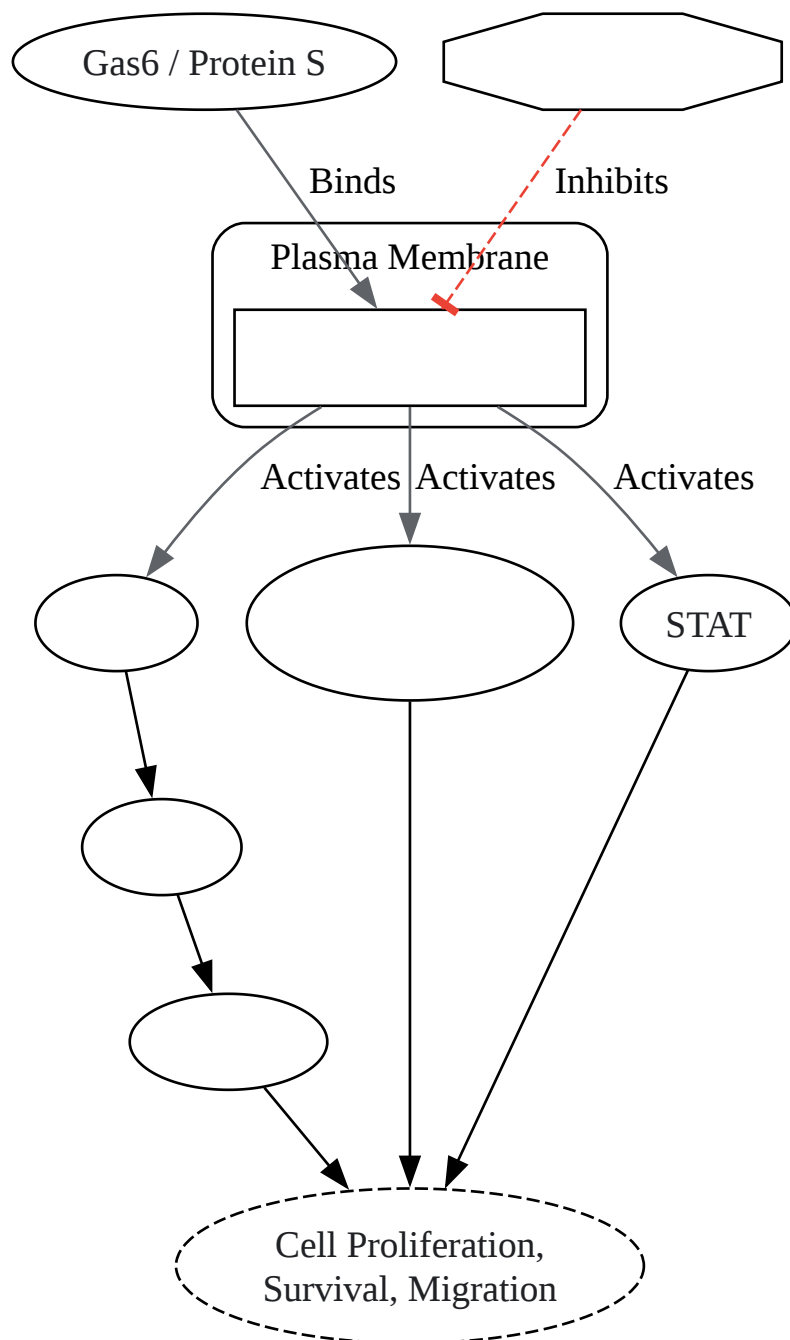 Gas6 / Protein S
Binds
Inhibits
Plasma Membrane
Activates
Activates
Activates
STAT
Cell Proliferation,
Survival, Migration